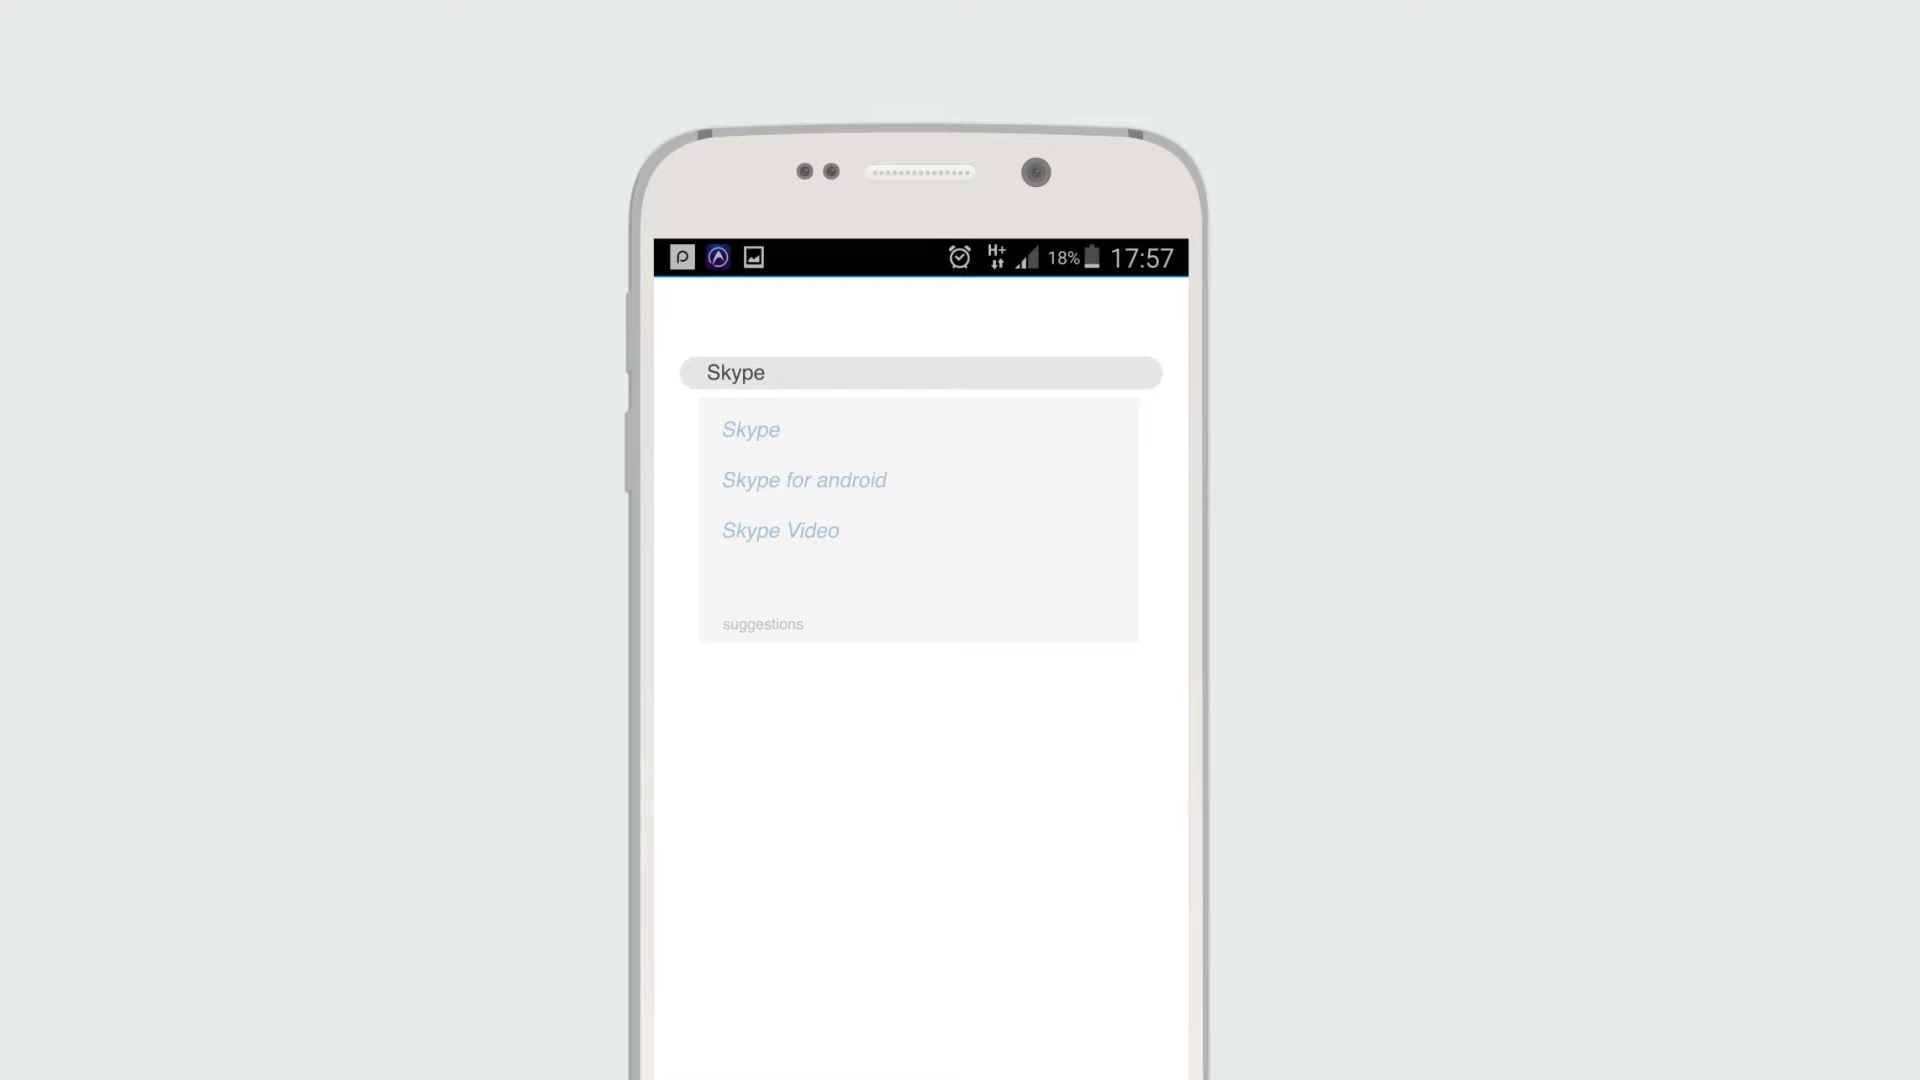 H+ 18% 17:57
Skype
Skype
Skype for android
Skype Video
suggestions